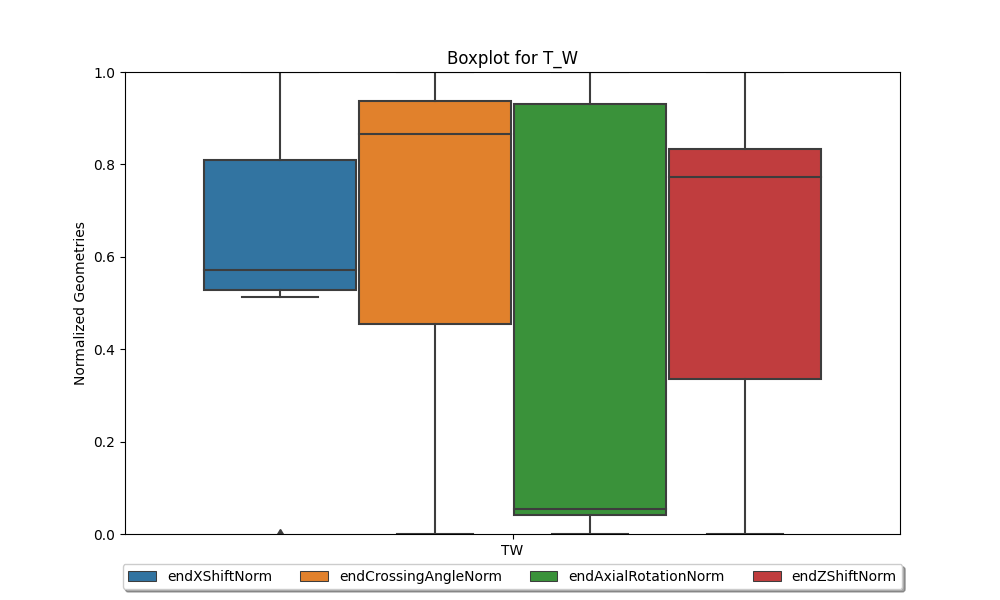 Boxplot for T_W
1.0
0.8
0.6
0.4
0.2
0.0
Normalized Geometries
TW
endXShiftNorm endCrossingAngleNorm endAxialRotationNorm endZShiftNorm